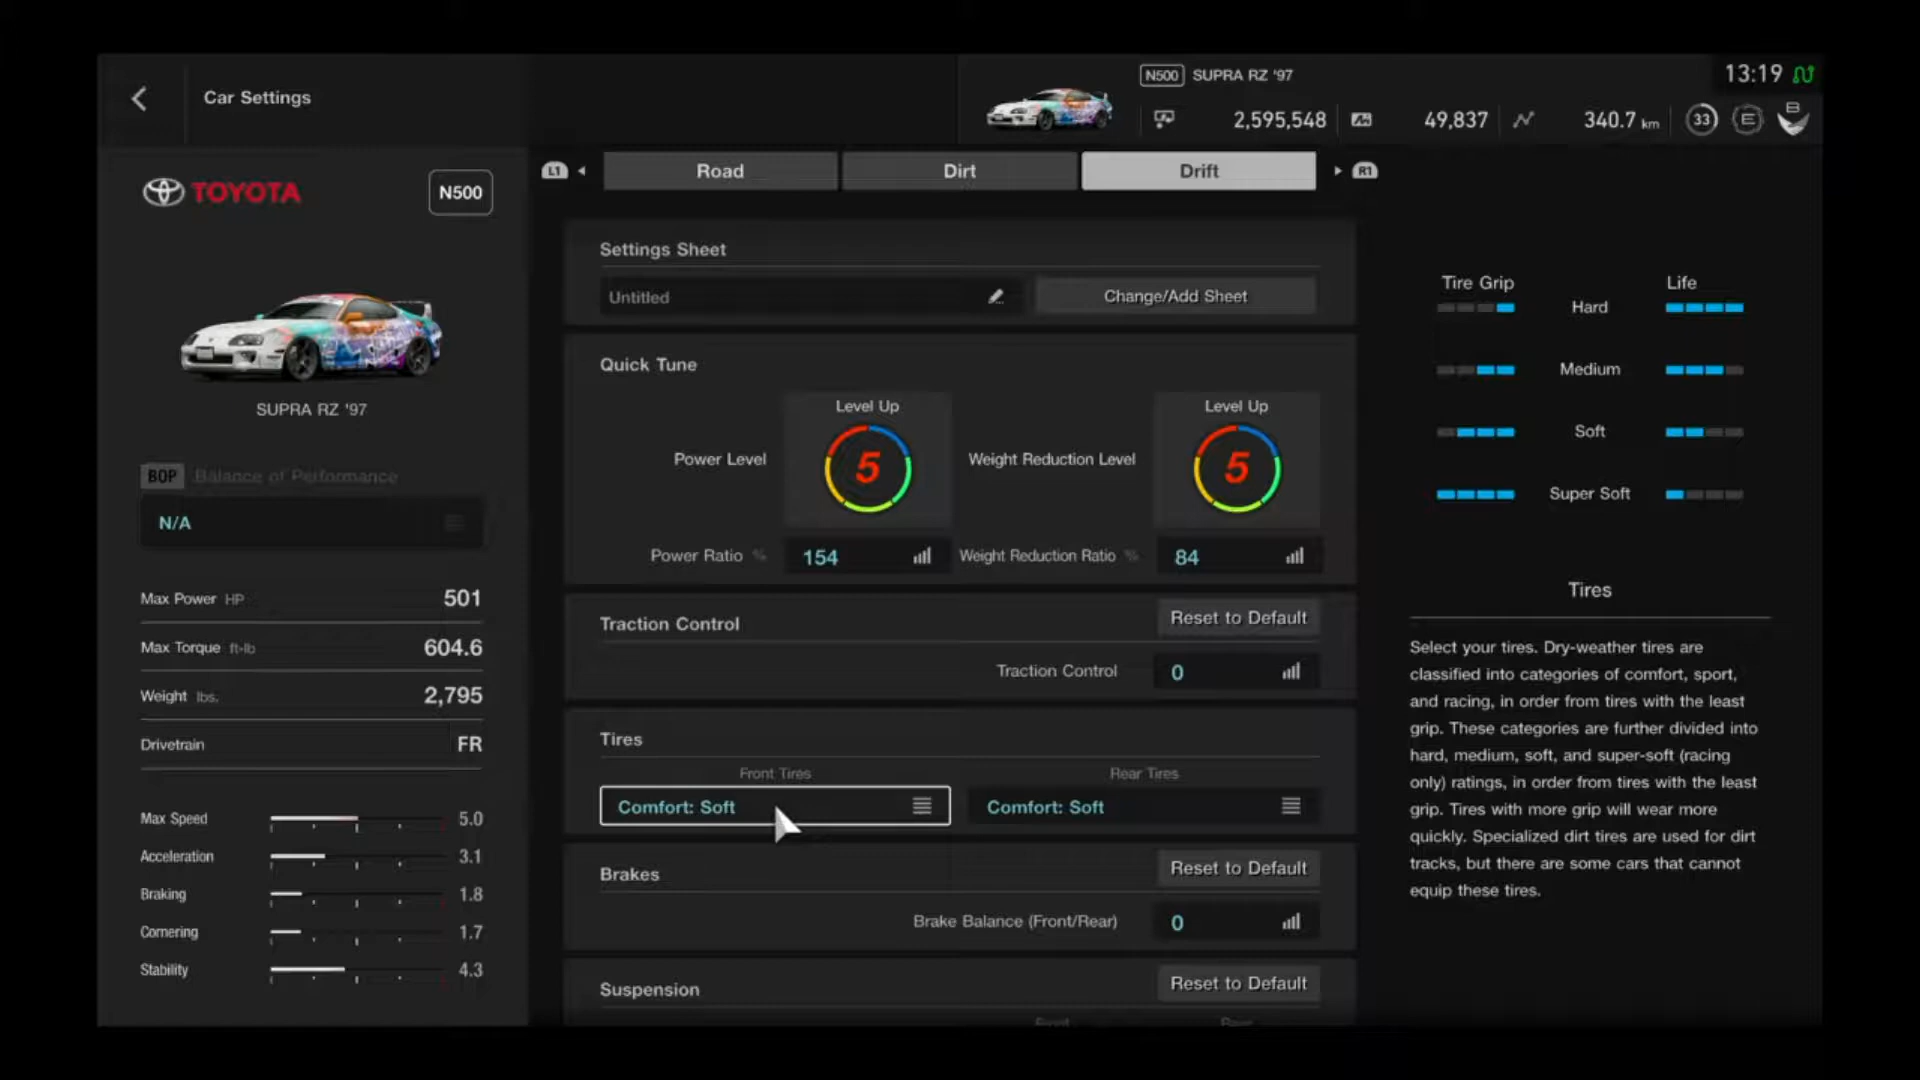 Car Settings
N500 SUPRA RZ '97
13:19
2,595,548
49,837
340.7 km
33
E
B
TOYOTA
N500
SUPRA RZ '97
BOP Balance of Performance
N/A
Max Power HP 501
Max Torque ft-lb 604.6
Weight lbs. 2,795
Drivetrain FR
Max Speed 5.0
Acceleration 3.1
Braking 1.8
Cornering 1.7
Stability 4.3
L1 Road Dirt Drift R1
Settings Sheet
Untitled Change/Add Sheet
Quick Tune
Level Up Level Up
Power Level 5 Weight Reduction Level 5
Power Ratio % 154 Weight Reduction Ratio % 84
Traction Control Reset to Default
Traction Control 0
Tires
Front Tires Rear Tires
Comfort: Soft Comfort: Soft
Brakes Reset to Default
Brake Balance (Front/Rear) 0
Suspension Reset to Default
Tire Grip Life
Hard
Medium
Soft
Super Soft
Tires
Select your tires. Dry-weather tires are
classified into categories of comfort, sport,
and racing, in order from tires with the least
grip. These categories are further divided into
hard, medium, soft, and super-soft (racing
only) ratings, in order from tires with the least
grip. Tires with more grip will wear more
quickly. Specialized dirt tires are used for dirt
tracks, but there are some cars that cannot
equip these tires.